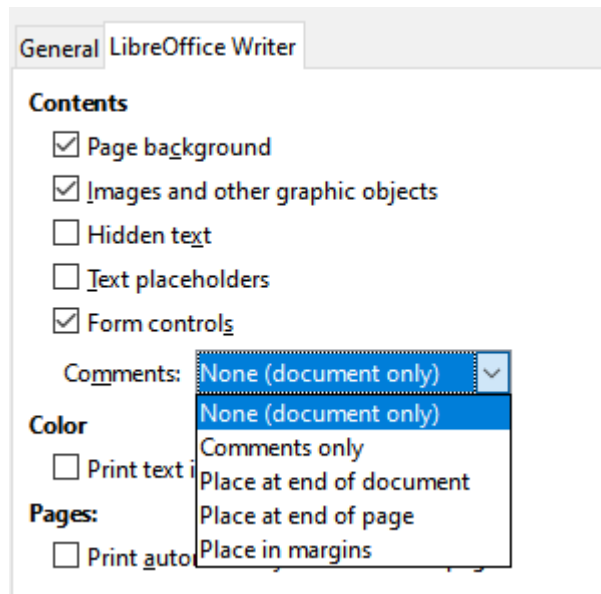 General LibreOffice Writer
Contents
Page background
Images and other graphic objects
Hidden text
Text placeholders
Form controls
Comments: None (document only)
None (document only)
Color
Comments only
Print text i
Place at end of document
Pages:
Place at end of page
Print auto
Place in margins